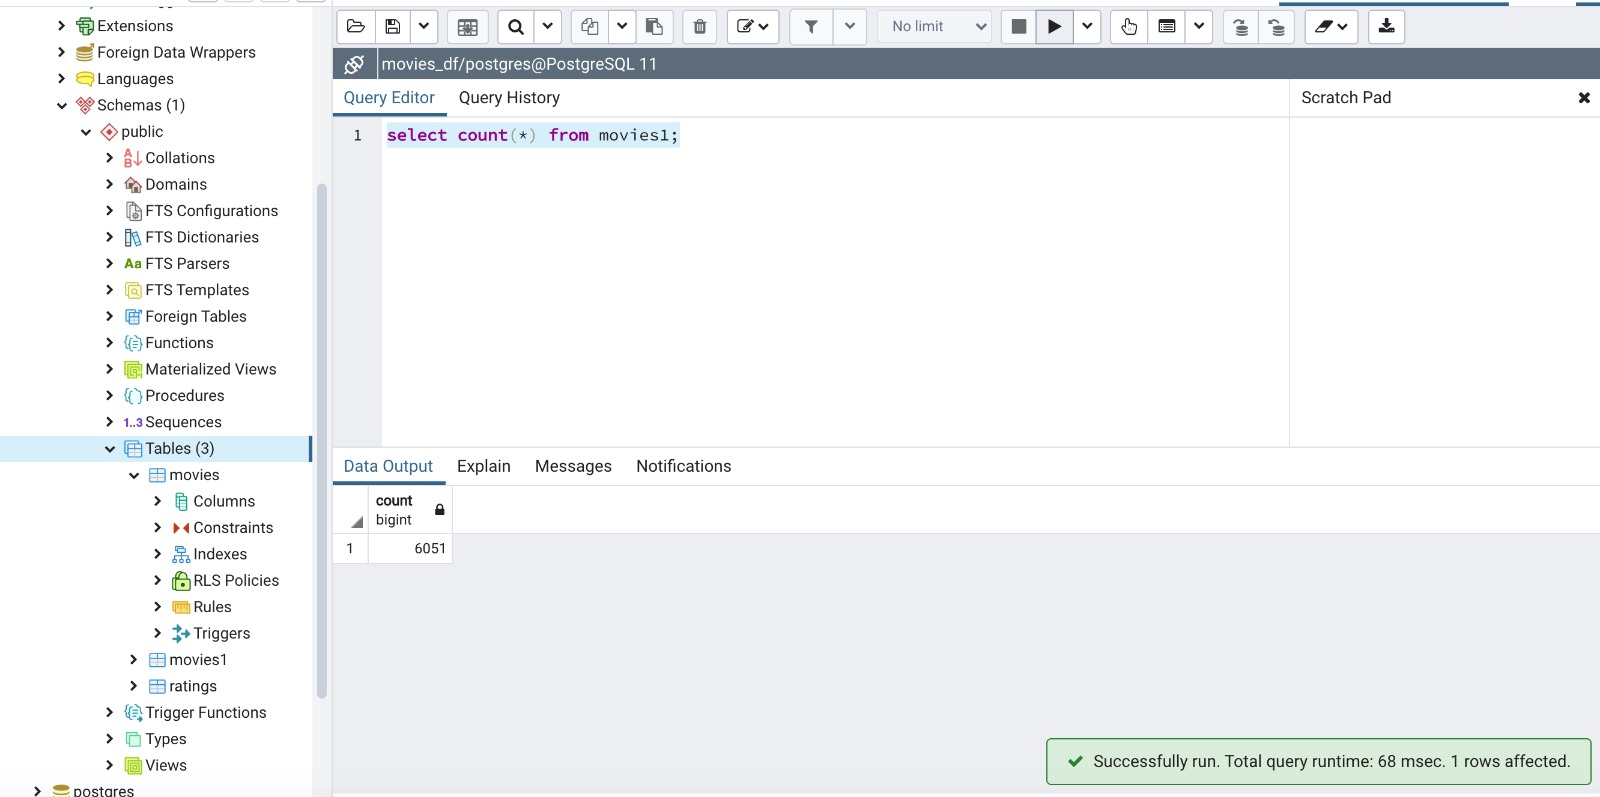 Extensions
Foreign Data Wrappers
Languages
Schemas (1)
public
Collations
Domains
FTS Configurations
FTS Dictionaries
Aa FTS Parsers
FTS Templates
Foreign Tables
Functions
Materialized Views
Procedures
1..3 Sequences
Tables (3)
movies
Columns
Constraints
Indexes
RLS Policies
Rules
Triggers
movies1
ratings
Trigger Functions
Types
Views
postgres
No limit
movies_df/postgres@PostgreSQL 11
Query Editor Query History
Scratch Pad
1 select count(*) from movies1;
Data Output Explain Messages Notifications
count
bigint
1 6051
Successfully run. Total query runtime: 68 msec. 1 rows affected.